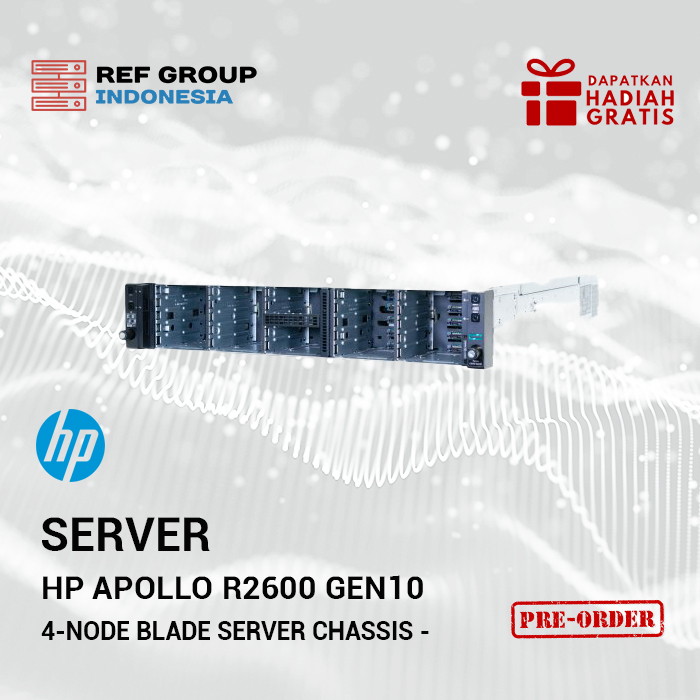 REF GROUP
INDONESIA
DAPATKAN
HADIAH
GRATIS
hp
SERVER
HP APOLLO R2600 GEN10
4-NODE BLADE SERVER CHASSIS -
PRE-ORDER